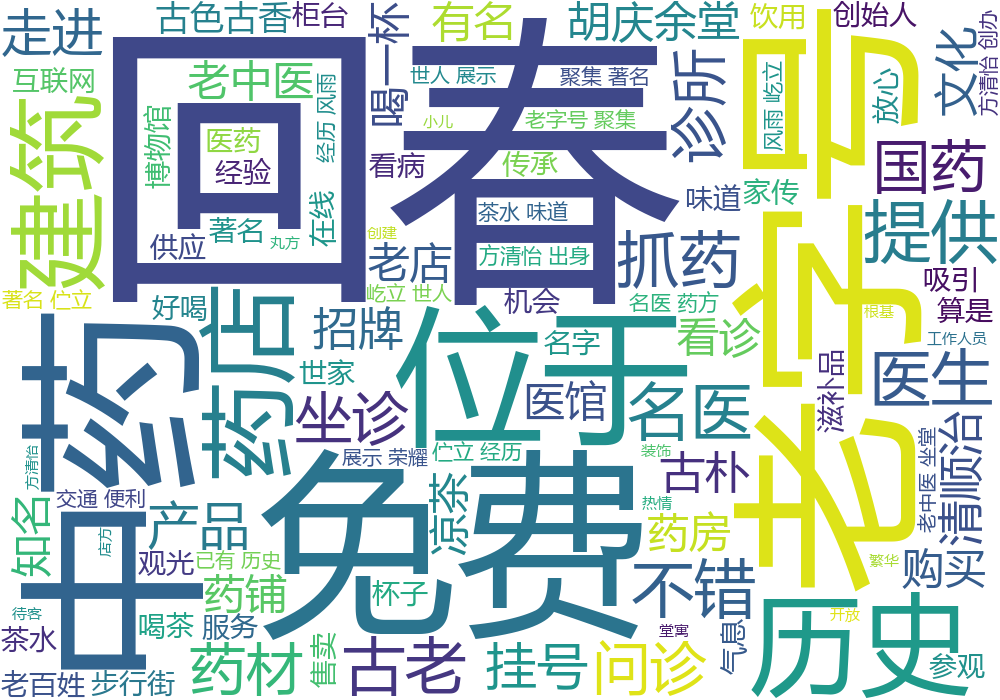 走进
古色古香
柜台
喝一杯
有名
胡庆余堂
饮用
创始人
方清怡 创办
互联网
老中医
经历 风雨
世人 展示
聚集 著名
诊所
号
放心
文化
建筑
博物馆
医药
回春
小儿
老字号 聚集
风雨 屹立
经验
看病
传承
国药
著名
在线
茶水 味道
味道
家传
提供
供应
丸方
创建
方清怡 出身
老店
抓药
吸引
著名 伫立
好喝
屹立 世人
机会
名医 药方
根基
算是
中药
药店
招牌
位于
名字
看诊
老字号
工作人员
世家
医馆
名医
滋补品
医生
坐诊
伫立 经历
装饰
老中医 坐堂
清顺治
方清怡
交通 便利
展示 荣耀
免费
古朴
知名
产品
凉茶
热情
店方
观光
已有 历史
药房
繁华
购买
药铺
杯子
不错
待客
茶水
喝茶
服务
堂寓
气息
历史
开放
老百姓
步行街
药材
售卖
古老
挂号
问诊
参观